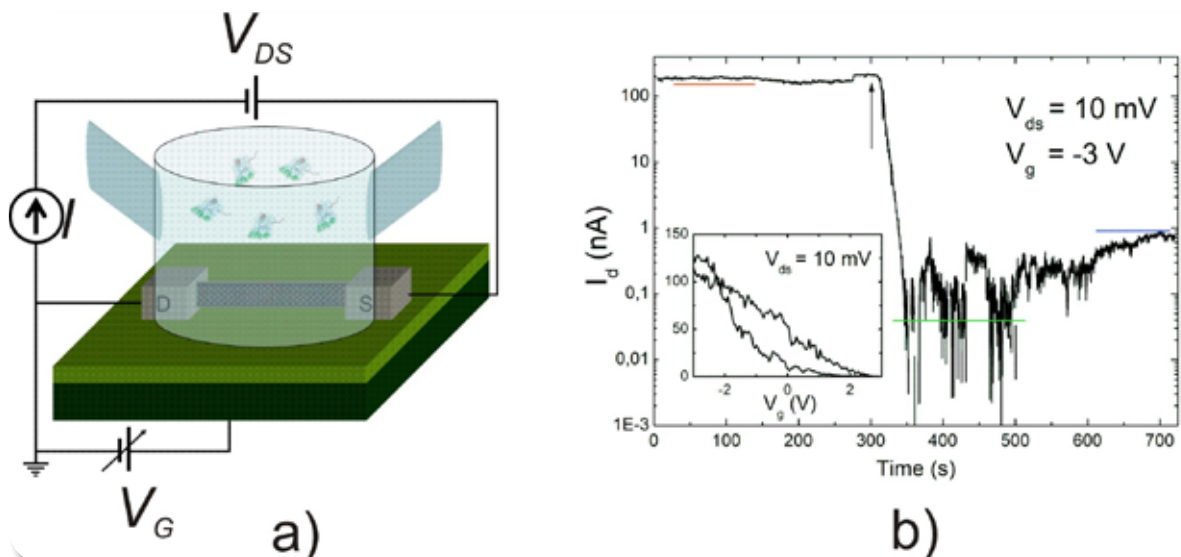 V_DS
I
D
S
V_G
a)
I_d (nA)
100
10
1
0,1
0,01
1E-3
V_ds = 10 mV
V_g = -3 V
150
100
50
0
V_ds = 10 mV
-2
0
2
V_g (V)
0
100
200
300
400
500
600
700
Time (s)
b)